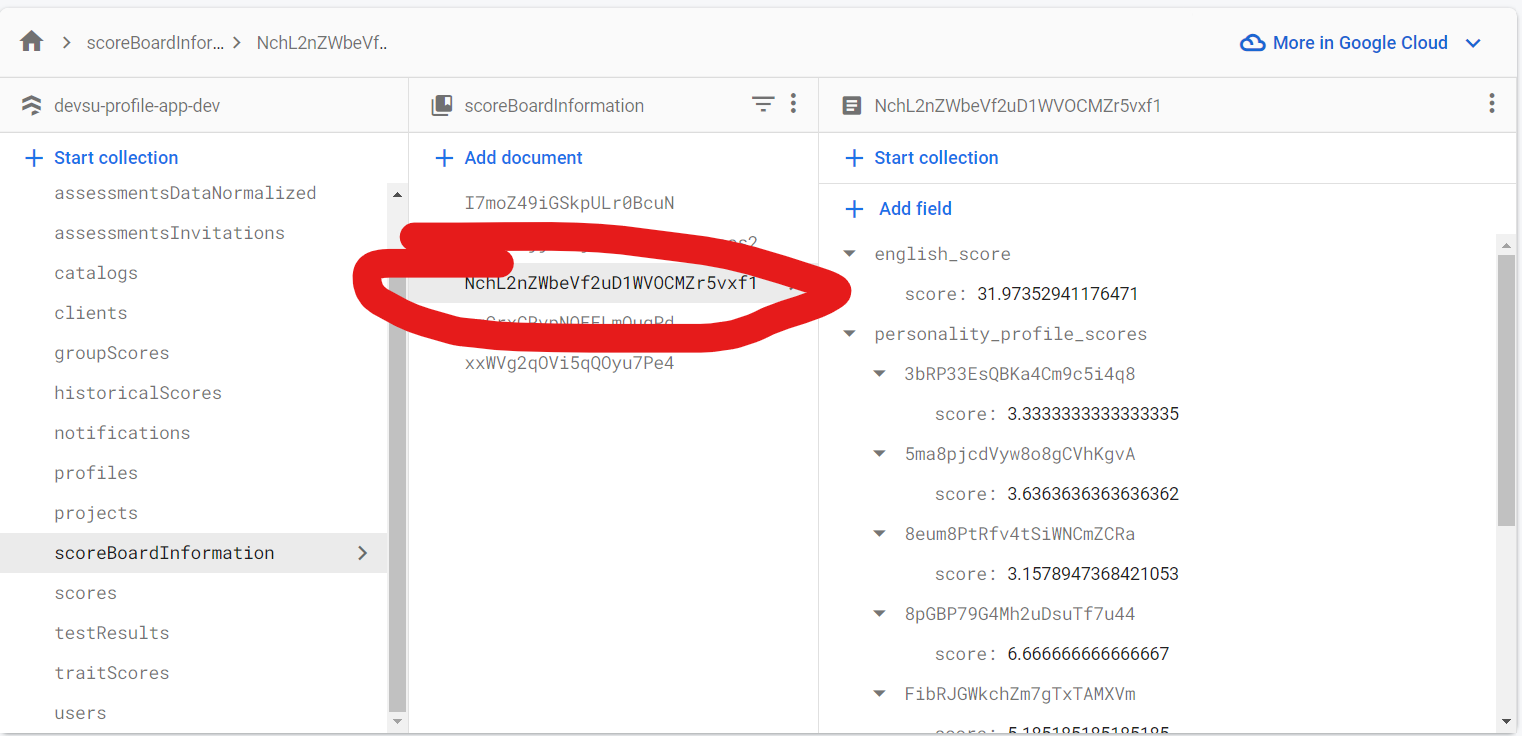 scoreBoardInfor... NchL2nZWbeVf.. More in Google Cloud
devsu-profile-app-dev
Start collection
assessmentsDataNormalized
assessmentsInvitations
catalogs
clients
groupScores
historicalScores
notifications
profiles
projects
scoreBoardInformation
scores
testResults
traitScores
users
scoreBoardInformation
Add document
I7moZ49iGSkpULr0BcuN
NchL2nZWbeVf2uD1WVOCMZr5vxf1
xxWVg2qOVi5qQOyu7Pe4
NchL2nZWbeVf2uD1WVOCMZr5vxf1
Start collection
Add field
english_score
score: 31.97352941176471
personality_profile_scores
3bRP33EsQBKa4Cm9c5i4q8
score: 3.3333333333333335
5ma8pjcdVyw8o8gCVhKgvA
score: 3.6363636363636362
8eum8PtRfv4tSiWNCmZCRa
score: 3.1578947368421053
8pGBP79G4Mh2uDsuTf7u44
score: 6.666666666666667
FibRJGWkchZm7gTxTAMXVm
score: 5.185185185185185